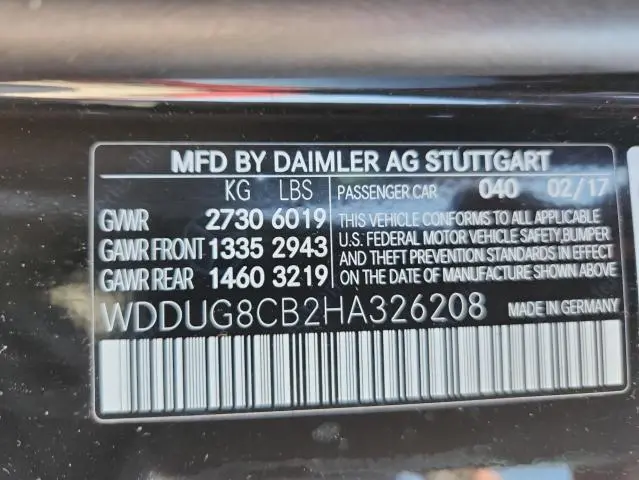 MFD BY DAIMLER AG STUTTGART
KG LBS PASSENGER CAR 040 02/17
GVWR 2730 6019
GAWR FRONT 1335 2943
GAWR REAR 1460 3219
THIS VEHICLE CONFORMS TO ALL APPLICABLE
U.S. FEDERAL MOTOR VEHICLE SAFETY, BUMPER
AND THEFT PREVENTION STANDARDS IN EFFECT
ON THE DATE OF MANUFACTURE SHOWN ABOVE.
WDDUG8CB2HA326208 MADE IN GERMANY